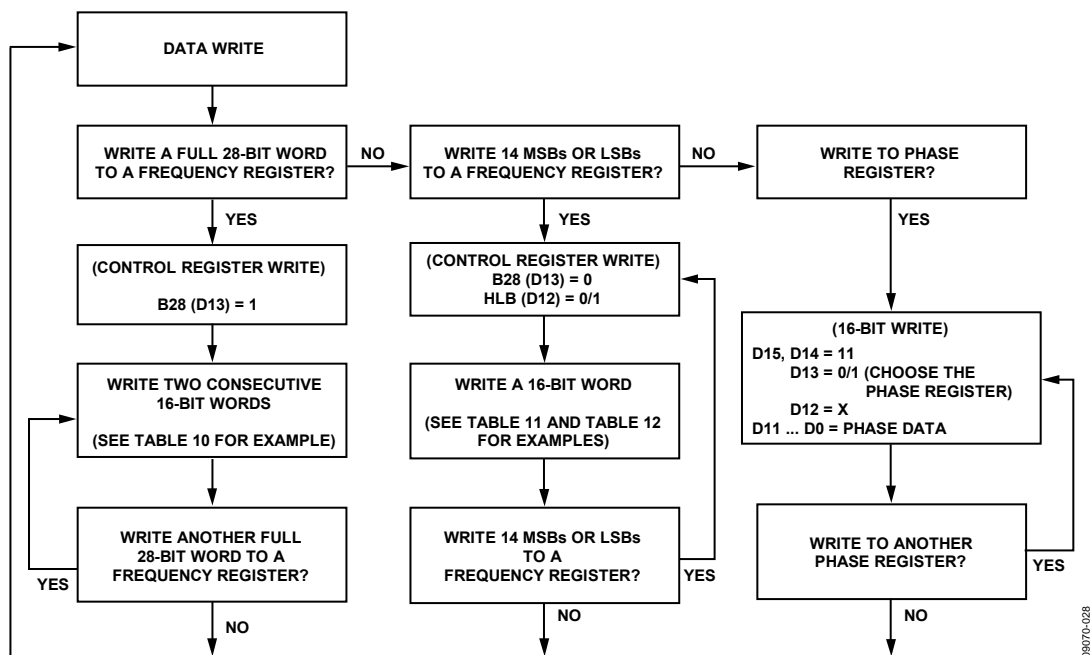 DATA WRITE
WRITE A FULL 28-BIT WORD
TO A FREQUENCY REGISTER?
NO
WRITE 14 MSBs OR LSBs
TO A FREQUENCY REGISTER?
NO
WRITE TO PHASE
REGISTER?
YES
YES
YES
(CONTROL REGISTER WRITE)
B28 (D13) = 1
(CONTROL REGISTER WRITE)
B28 (D13) = 0
HLB (D12) = 0/1
(16-BIT WRITE)
D15, D14 = 11
D13 = 0/1 (CHOOSE THE
PHASE REGISTER)
D12 = X
D11 ... D0 = PHASE DATA
WRITE TWO CONSECUTIVE
16-BIT WORDS
(SEE TABLE 10 FOR EXAMPLE)
WRITE A 16-BIT WORD
(SEE TABLE 11 AND TABLE 12
FOR EXAMPLES)
WRITE ANOTHER FULL
28-BIT WORD TO A
FREQUENCY REGISTER?
YES
NO
WRITE 14 MSBs OR LSBs
TO A
FREQUENCY REGISTER?
YES
NO
WRITE TO ANOTHER
PHASE REGISTER?
YES
NO
09070-028